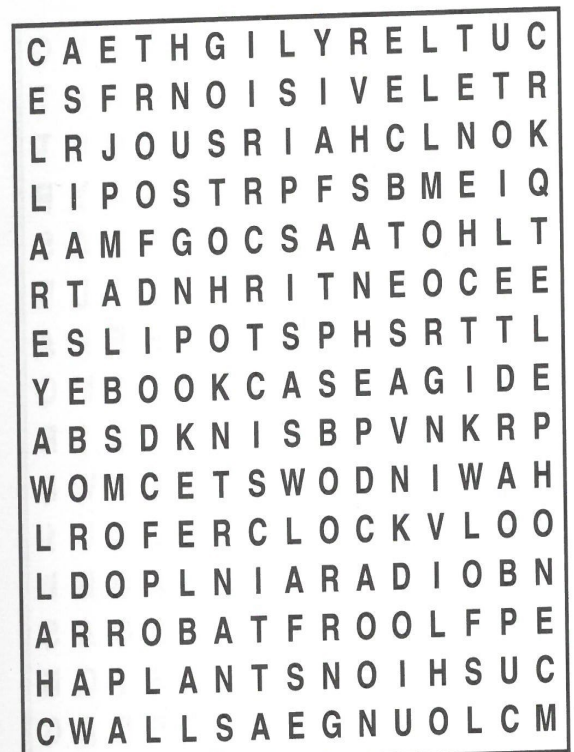 C A E T H G I L Y R E L T U C
E S F R N O I S I V E L E T R
L R J O U S R I A H C L N O K
L I P O S T R P F S B M E I Q
A A M F G O C S A A T O H L T
R T A D N H R I T N E O C E E
E S L I P O T S P H S R T T L
Y E B O O K C A S E A G I D E
A B S D K N I S B P V N K R P
W O M C E T S W O D N I W A H
L R O F E R C L O C K V L O O
L D O P L N I A R A D I O B N
A R R O B A T F R O O L F P E
H A P L A N T S N O I H S U C
C W A L L S A E G N U O L C M